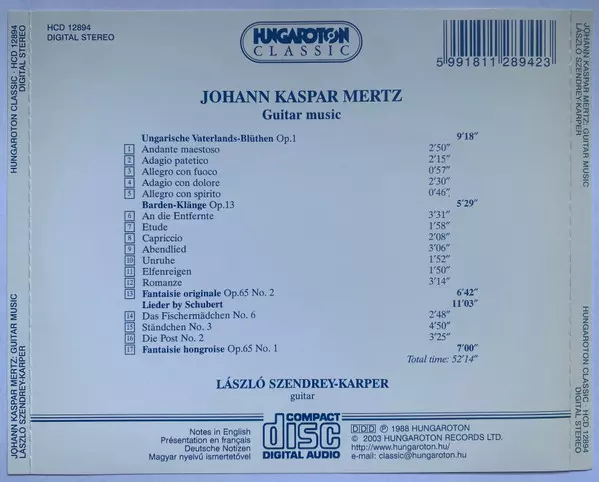 HCD 12894
DIGITAL STEREO
HUNGAROTON
CLASSIC
5 991811 289423
JOHANN KASPAR MERTZ
Guitar music
Ungarische Vaterlands-Blüthen Op.1 9'18"
1 Andante maestoso 2'50"
2 Adagio patetico 2'15"
3 Allegro con fuoco 0'57"
4 Adagio con dolore 2'30"
5 Allegro con spirito 0'46"
Barden-Klänge Op.13 5'29"
6 An die Entfernte 3'31"
7 Etude 1'58"
8 Capriccio 2'08"
9 Abendlied 3'06"
10 Unruhe 1'52"
11 Elfenreigen 1'50"
12 Romanze 3'14"
13 Fantaisie originale Op.65 No. 2 6'42"
Lieder by Schubert 11'03"
14 Das Fischermädchen No. 6 2'48"
15 Ständchen No. 3 4'50"
16 Die Post No. 2 3'25"
17 Fantaisie hongroise Op.65 No. 1 7'00"
Total time: 52'14"
LÁSZLÓ SZENDREY-KARPER
guitar
Notes in English
Présentation en français
Deutsche Notizen
Magyar nyelvű ismertetővel
COMPACT
disc
DIGITAL AUDIO
DDD ℗ 1988 HUNGAROTON
© 2003 HUNGAROTON RECORDS LTD.
http://www.hungaroton.hu/
e-mail: classic@hungaroton.hu
JOHANN KASPAR MERTZ: GUITAR MUSIC
LÁSZLÓ SZENDREY-KARPER
HUNGAROTON CLASSIC · HCD 12894
DIGITAL STEREO
JOHANN KASPAR MERTZ: GUITAR MUSIC
LÁSZLÓ SZENDREY-KARPER
HUNGAROTON CLASSIC · HCD 12894
DIGITAL STEREO